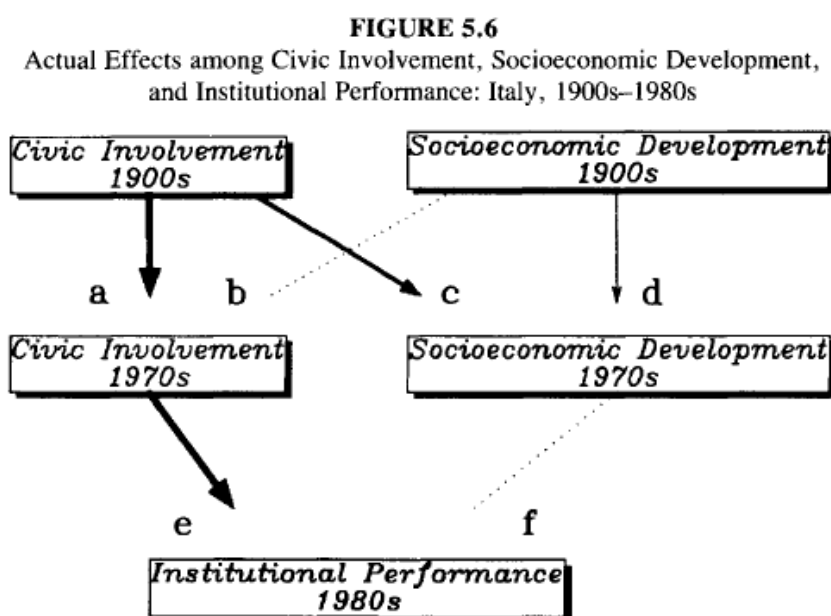 FIGURE 5.6
Actual Effects among Civic Involvement, Socioeconomic Development,
and Institutional Performance: Italy, 1900s–1980s
Civic Involvement
1900s
Socioeconomic Development
1900s
a
b
c
d
Civic Involvement
1970s
Socioeconomic Development
1970s
e
f
Institutional Performance
1980s